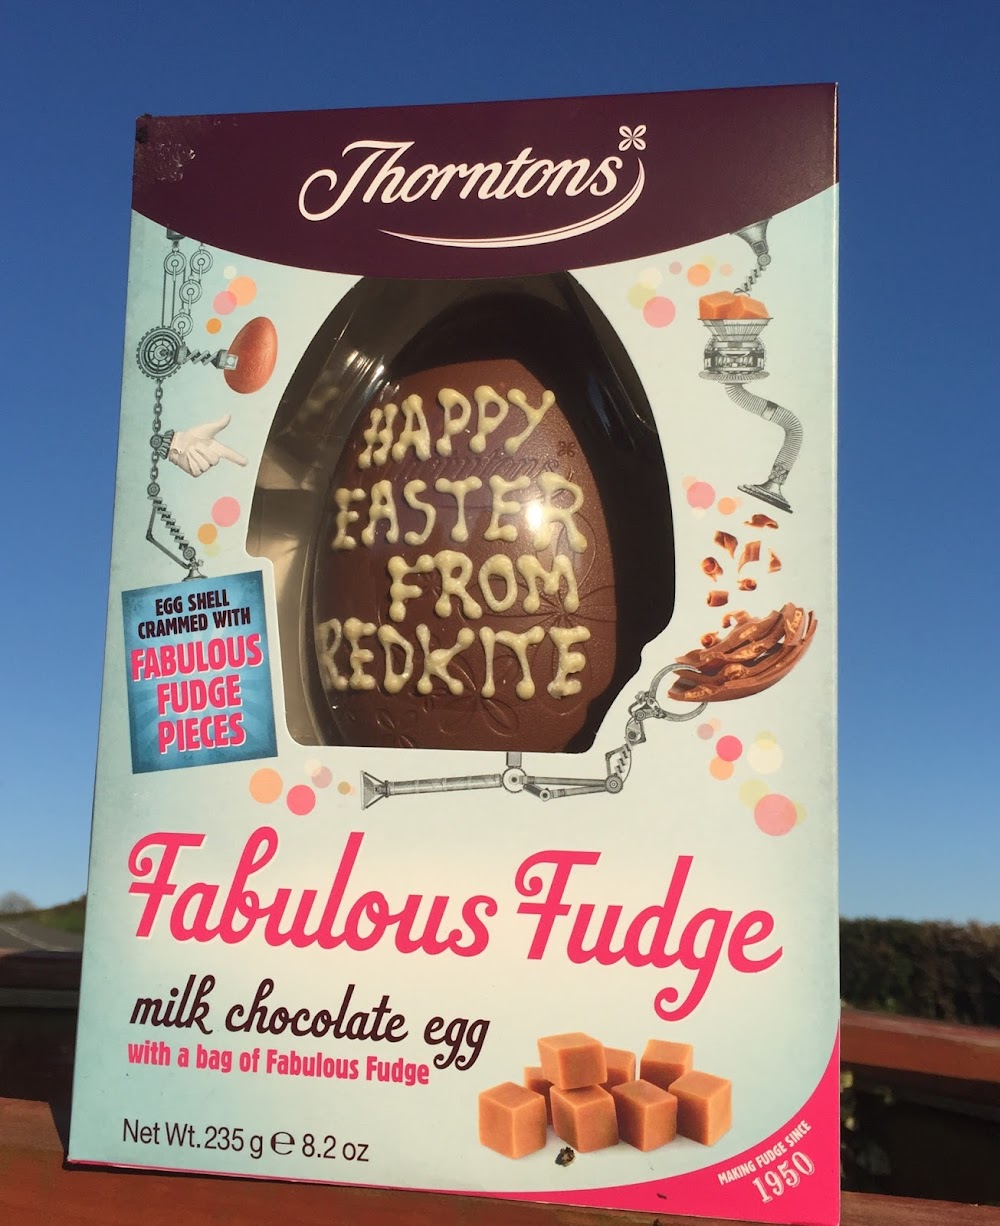 Thorntons
HAPPY
EASTER
FROM
REDKITE
EGG SHELL
CRAMMED WITH
FABULOUS
FUDGE
PIECES
Fabulous Fudge
milk chocolate egg
with a bag of Fabulous Fudge
Net Wt. 235 g ℮ 8.2 oz
MAKING FUDGE SINCE
1950